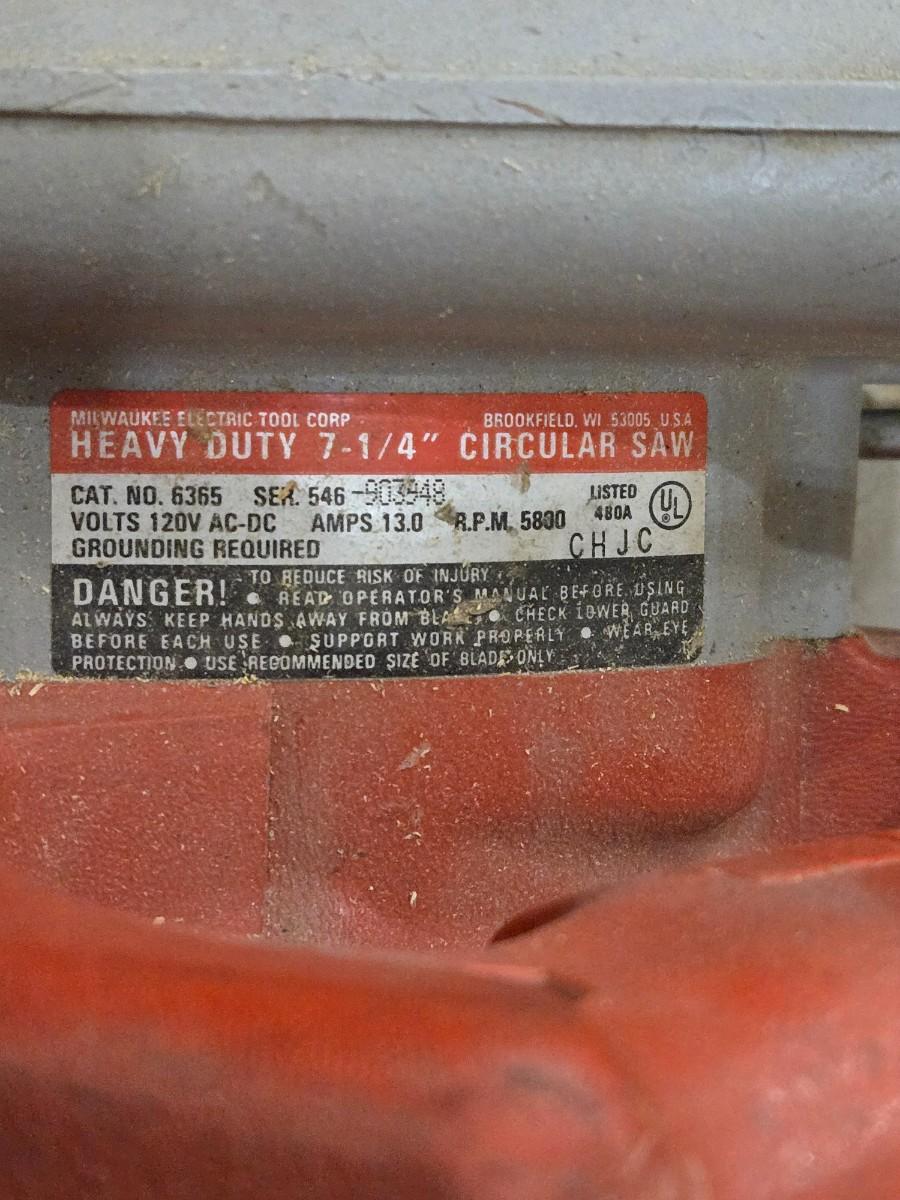 MILWAUKEE ELECTRIC TOOL CORP. BROOKFIELD, WI 53005 U.S.A
HEAVY DUTY 7-1/4" CIRCULAR SAW
CAT. NO. 6365 SER. 546-903948 LISTED
VOLTS 120V AC-DC AMPS 13.0 R.P.M. 5800 480A UL
GROUNDING REQUIRED CHJC
DANGER! TO REDUCE RISK OF INJURY
• READ OPERATOR'S MANUAL BEFORE USING
ALWAYS: KEEP HANDS AWAY FROM BLADE • CHECK LOWER GUARD
BEFORE EACH USE • SUPPORT WORK PROPERLY • WEAR EYE
PROTECTION • USE RECOMMENDED SIZE OF BLADE ONLY